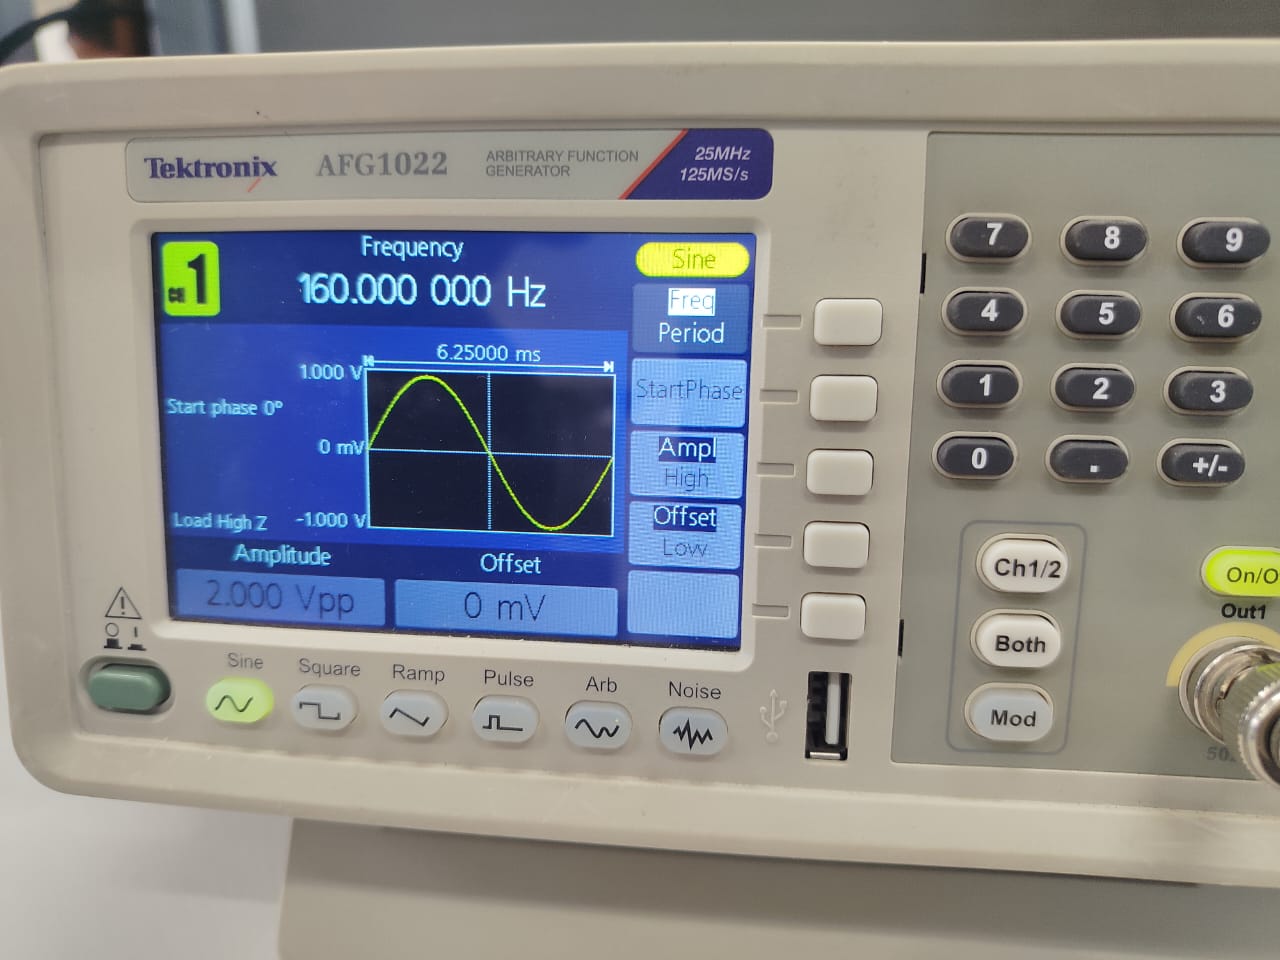 Tektronix AFG1022 ARBITRARY FUNCTION GENERATOR
25MHz
125MS/s
CH1
Frequency
160.000 000 Hz
Sine
Freq
Period
StartPhase
Ampl
High
Offset
Low
6.25000 ms
1.000 V
Start phase 0°
0 mV
Load High Z
-1.000 V
Amplitude
Offset
2.000 Vpp
0 mV
Sine
Square
Ramp
Pulse
Arb
Noise
7 8 9
4 5 6
1 2 3
0 . +/-
Ch1/2
Both
Mod
On/O
Out1